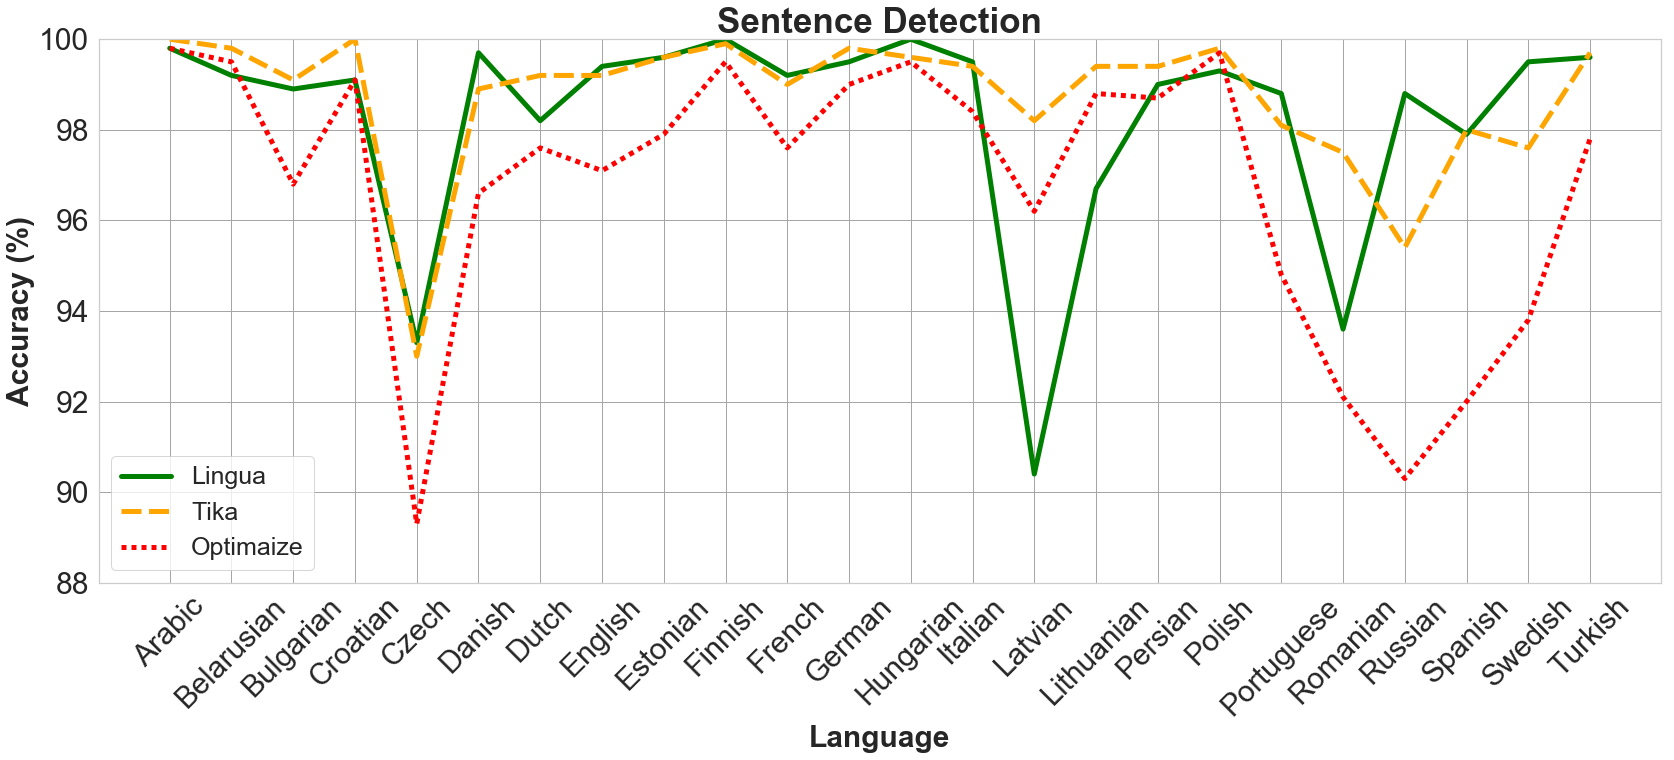 Sentence Detection
Accuracy (%)
100
98
96
94
92
90
88
Lingua
Tika
Optimaize
Arabic
Belarusian
Bulgarian
Croatian
Czech
Danish
Dutch
English
Estonian
Finnish
French
German
Hungarian
Italian
Latvian
Lithuanian
Persian
Polish
Portuguese
Romanian
Russian
Spanish
Swedish
Turkish
Language